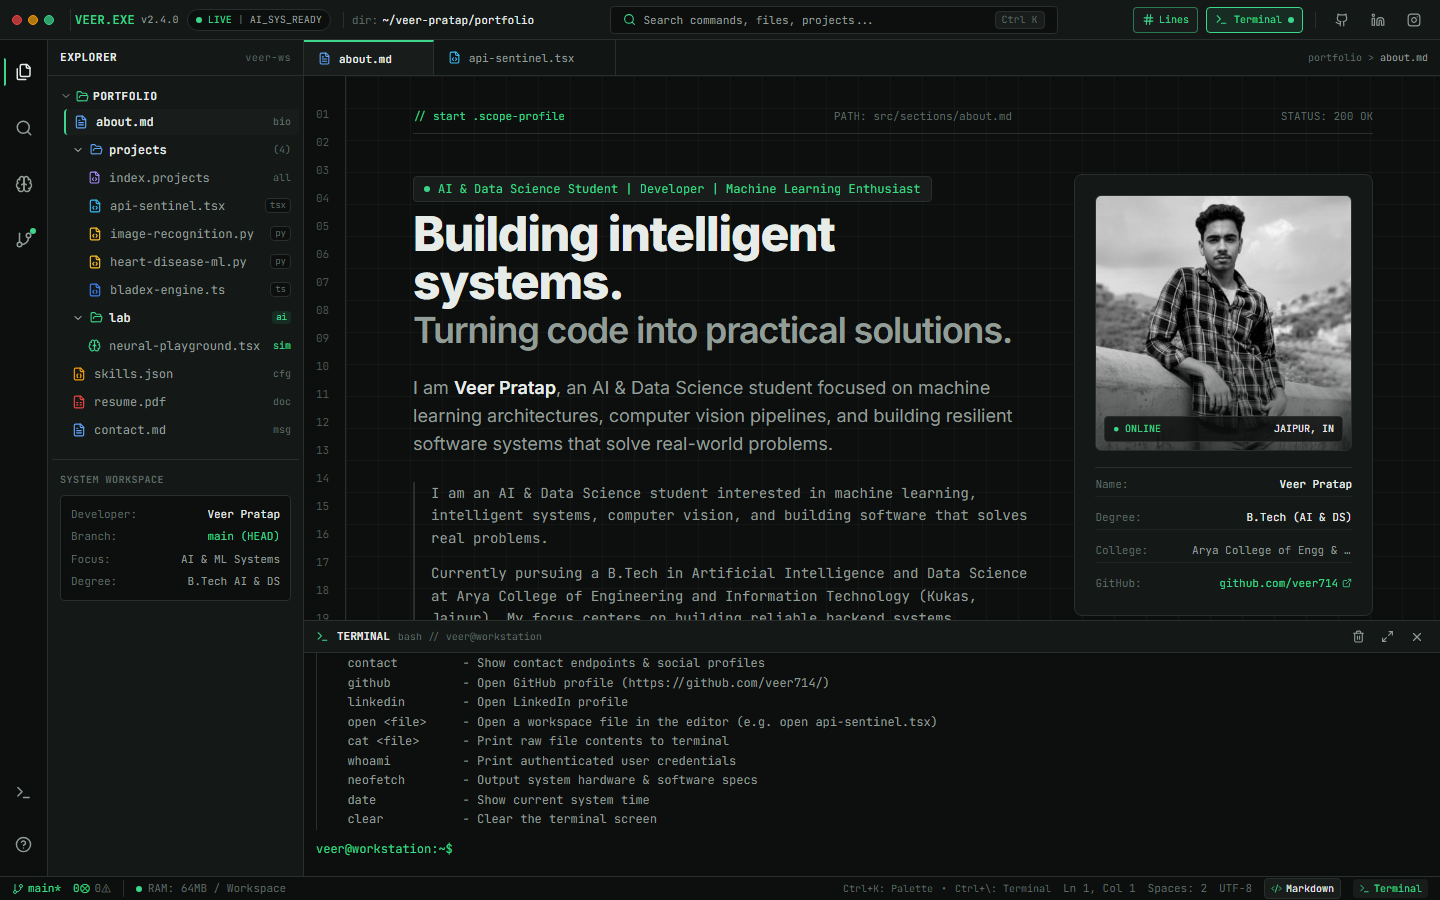 VEER.EXE v2.4.0
LIVE | AI_SYS_READY
dir: ~/veer-pratap/portfolio
Search commands, files, projects... Ctrl K
# Lines
Terminal
EXPLORER veer-ws
PORTFOLIO
about.md bio
projects (4)
index.projects all
api-sentinel.tsx tsx
image-recognition.py py
heart-disease-ml.py py
bladex-engine.ts ts
lab ai
neural-playground.tsx sim
skills.json cfg
resume.pdf doc
contact.md msg
SYSTEM WORKSPACE
Developer: Veer Pratap
Branch: main (HEAD)
Focus: AI & ML Systems
Degree: B.Tech AI & DS
about.md
api-sentinel.tsx
portfolio > about.md
01
02
03
04
05
06
07
08
09
10
11
12
13
14
15
16
17
18
19
// start .scope-profile PATH: src/sections/about.md STATUS: 200 OK
AI & Data Science Student | Developer | Machine Learning Enthusiast
Building intelligent
systems.
Turning code into practical solutions.
I am Veer Pratap, an AI & Data Science student focused on machine
learning architectures, computer vision pipelines, and building resilient
software systems that solve real-world problems.
I am an AI & Data Science student interested in machine learning,
intelligent systems, computer vision, and building software that solves
real problems.
Currently pursuing a B.Tech in Artificial Intelligence and Data Science
at Arya College of Engineering and Information Technology (Kukas,
Jaipur). My focus centers on building reliable backend systems,
ONLINE JAIPUR, IN
Name: Veer Pratap
Degree: B.Tech (AI & DS)
College: Arya College of Engg & …
GitHub: github.com/veer714
TERMINAL bash // veer@workstation
contact - Show contact endpoints & social profiles
github - Open GitHub profile (https://github.com/veer714/)
linkedin - Open LinkedIn profile
open <file> - Open a workspace file in the editor (e.g. open api-sentinel.tsx)
cat <file> - Print raw file contents to terminal
whoami - Print authenticated user credentials
neofetch - Output system hardware & software specs
date - Show current system time
clear - Clear the terminal screen
veer@workstation:~$
main* 0 0 RAM: 64MB / Workspace
Ctrl+K: Palette • Ctrl+\: Terminal Ln 1, Col 1 Spaces: 2 UTF-8 Markdown Terminal